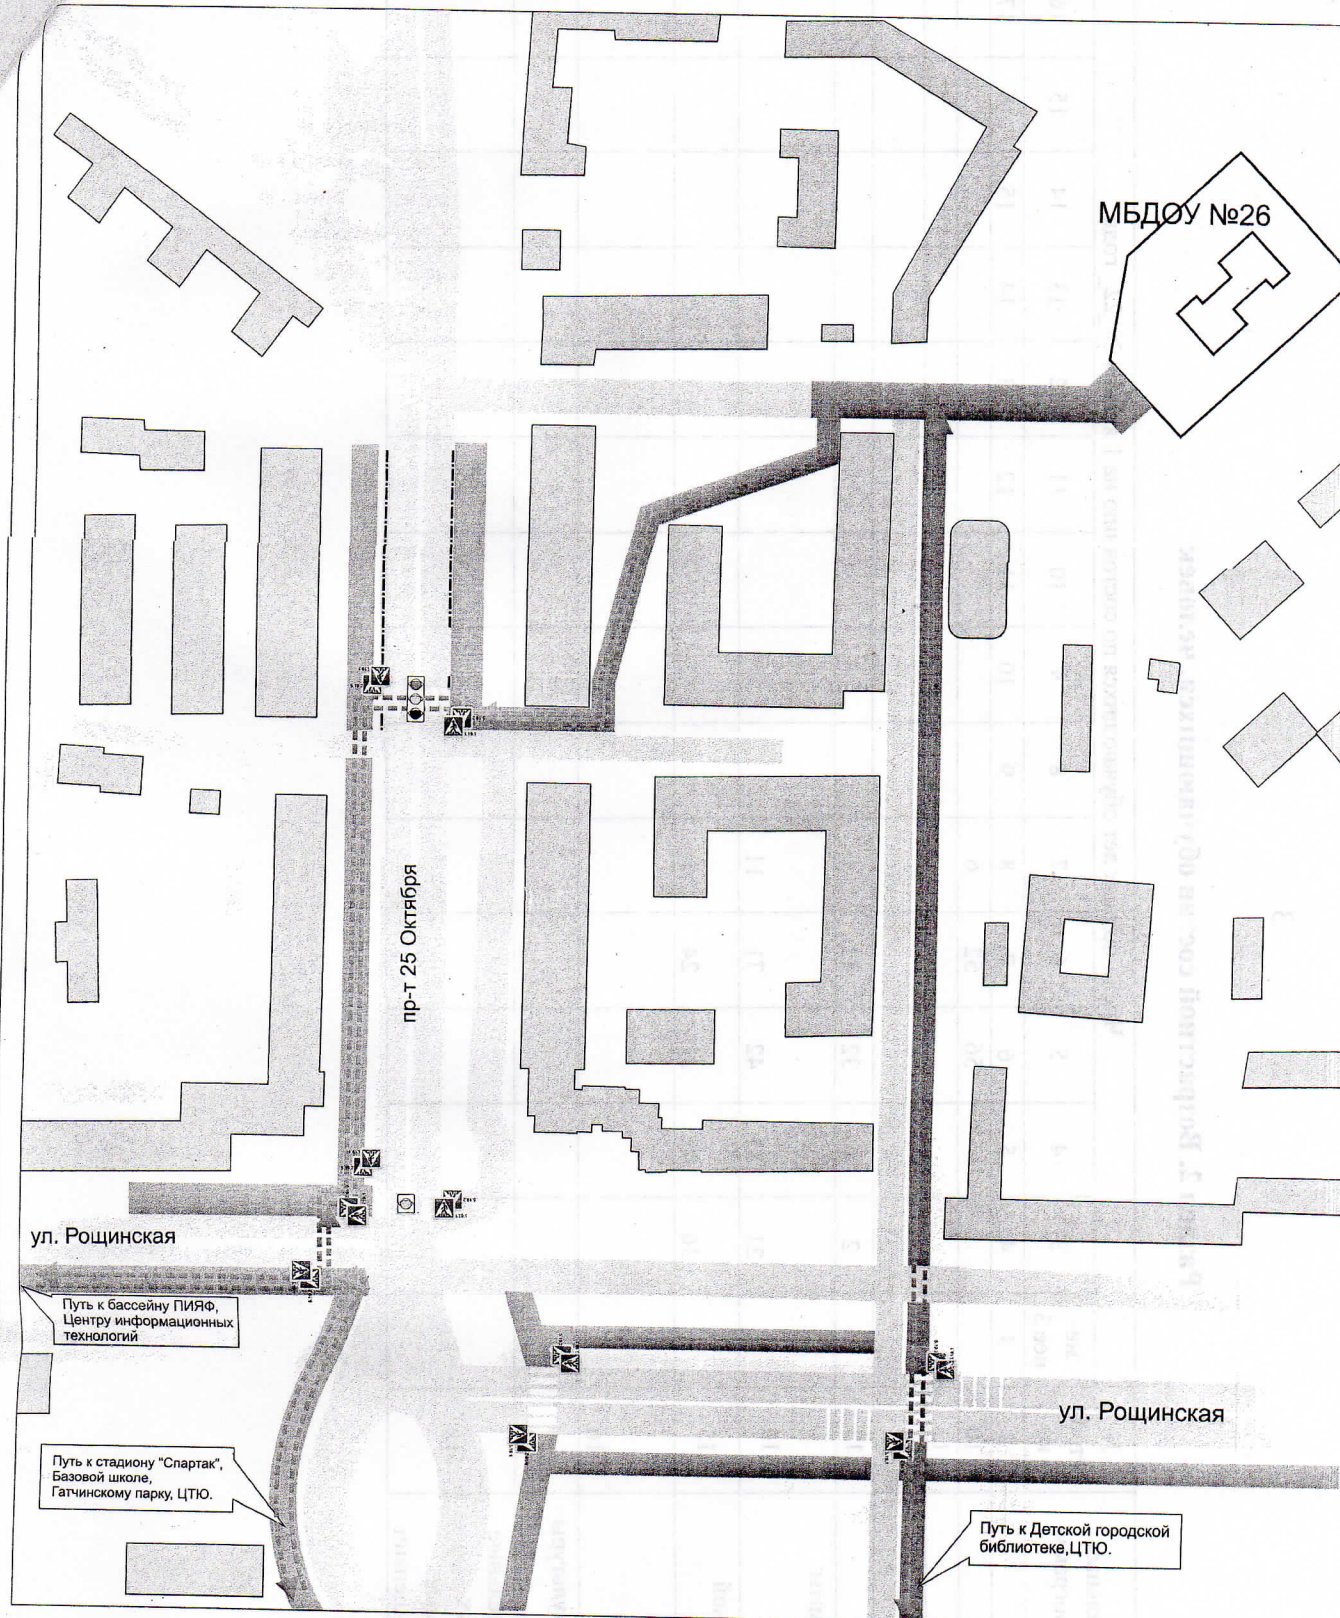 МБДОУ №26
пр-т 25 Октября
ул. Рощинская
Путь к бассейну ПИЯФ,
Центру информационных
технологий
ул. Рощинская
Путь к стадиону "Спартак",
Базовой школе,
Гатчинскому парку, ЦТЮ.
Путь к Детской городской
библиотеке,ЦТЮ.